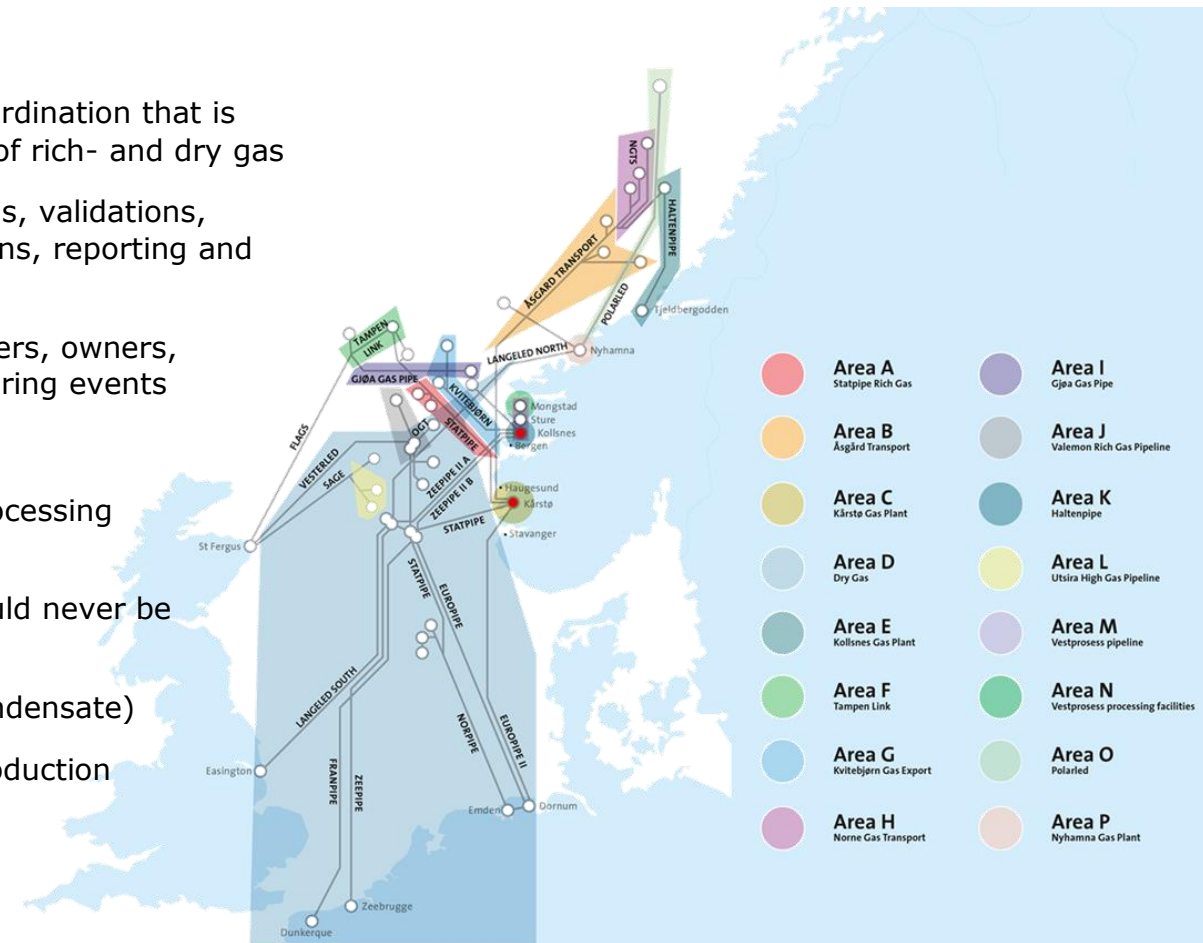 rdination that is
of rich- and dry gas
s, validations,
ns, reporting and
ers, owners,
ring events
ocessing
uld never be
ndensate)
oduction
NGTS
HALTENPIPE
ÅSGARD TRANSPORT
POLARLED
Tjeldbergodden
TAMPEN
LINK
LANGELED NORTH
Nyhamna
GJØA GAS PIPE
KVITEBJØRN
Mongstad
Sture
Kollsnes
Bergen
FLAGS
OGT
STATPIPE
VESTERLED
SAGE
ZEEPIPE II A
ZEEPIPE II B
Haugesund
Kårstø
STATPIPE
Stavanger
St Fergus
STATPIPE
EUROPIPE
LANGELED SOUTH
NORPIPE
EUROPIPE II
Easington
FRANPIPE
ZEEPIPE
Emden
Dornum
Zeebrugge
Dunkerque
Area A
Statpipe Rich Gas
Area B
Åsgård Transport
Area C
Kårstø Gas Plant
Area D
Dry Gas
Area E
Kollsnes Gas Plant
Area F
Tampen Link
Area G
Kvitebjørn Gas Export
Area H
Norne Gas Transport
Area I
Gjøa Gas Pipe
Area J
Valemon Rich Gas Pipeline
Area K
Haltenpipe
Area L
Utsira High Gas Pipeline
Area M
Vestprosess pipeline
Area N
Vestprosess processing facilities
Area O
Polarled
Area P
Nyhamna Gas Plant